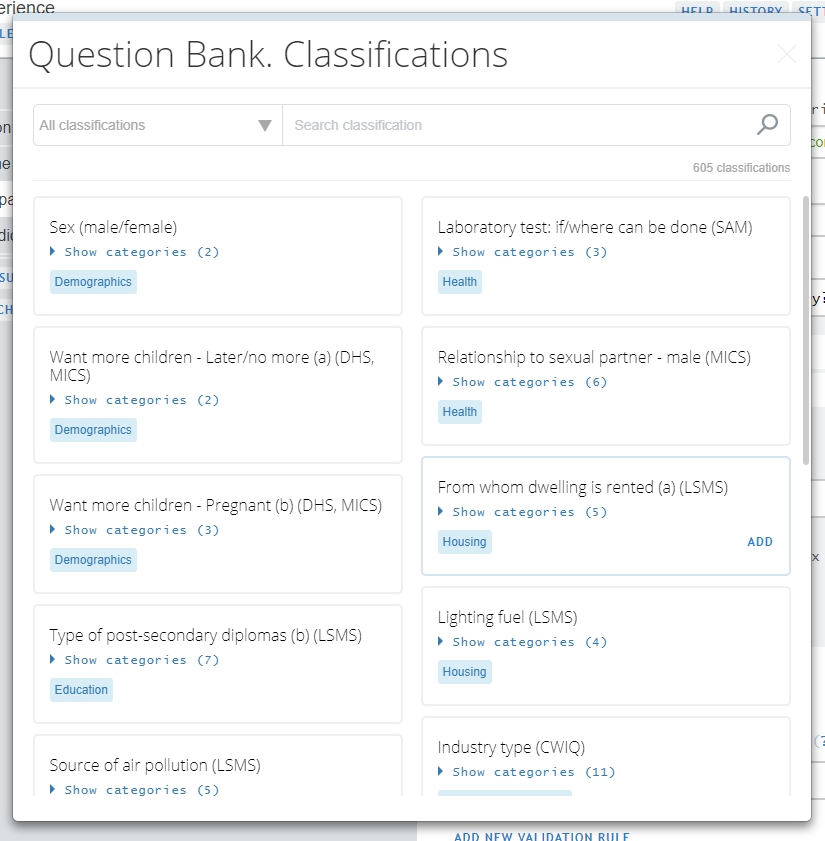 erience
HELP HISTORY SETT
Question Bank. Classifications
All classifications
Search classification
605 classifications
Sex (male/female)
Show categories (2)
Demographics
Want more children - Later/no more (a) (DHS,
MICS)
Show categories (2)
Demographics
Want more children - Pregnant (b) (DHS, MICS)
Show categories (3)
Demographics
Type of post-secondary diplomas (b) (LSMS)
Show categories (7)
Education
Source of air pollution (LSMS)
Show categories (5)
Laboratory test: if/where can be done (SAM)
Show categories (3)
Health
Relationship to sexual partner - male (MICS)
Show categories (6)
Health
From whom dwelling is rented (a) (LSMS)
Show categories (5)
Housing
ADD
Lighting fuel (LSMS)
Show categories (4)
Housing
Industry type (CWIQ)
Show categories (11)
ADD NEW VALIDATION RULE